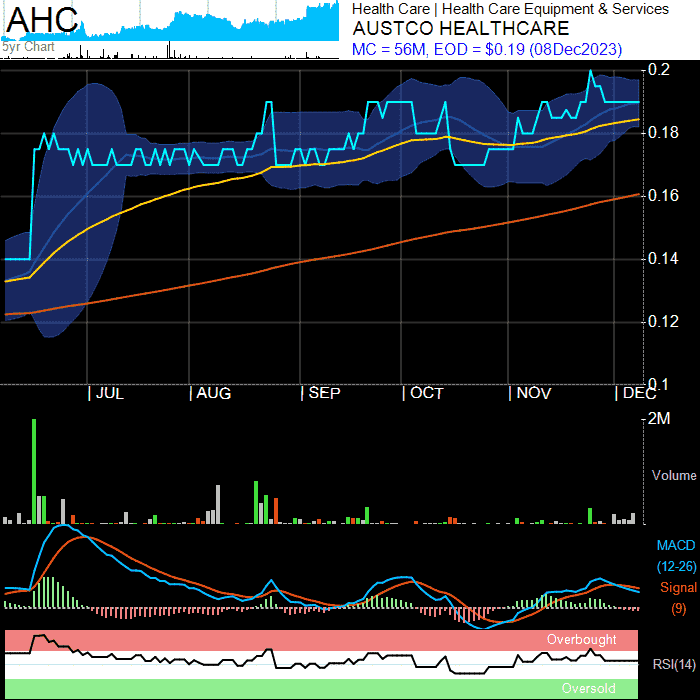 AHC
5yr Chart
Health Care | Health Care Equipment & Services
AUSTCO HEALTHCARE
MC = 56M, EOD = $0.19 (08Dec2023)
0.2
0.18
0.16
0.14
0.12
0.1
| JUL | AUG | SEP | OCT | NOV | DEC
2M
Volume
MACD
(12-26)
Signal
(9)
Overbought
RSI(14)
Oversold